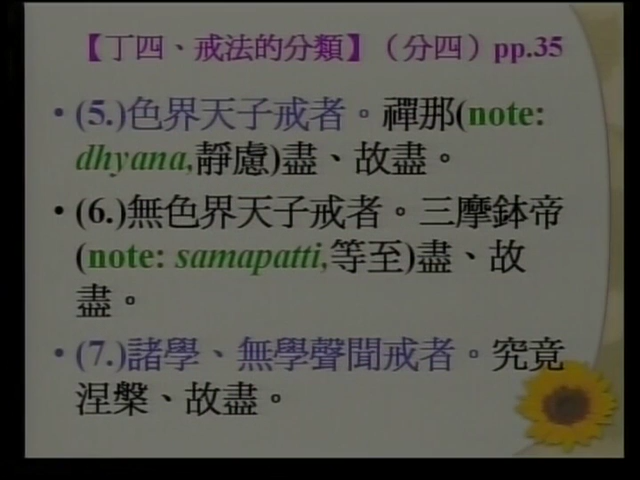 【丁四、戒法的分類】（分四）pp.35
• (5.)色界天子戒者。禪那(note:
dhyana,靜慮)盡、故盡。
• (6.)無色界天子戒者。三摩鉢帝
(note: samapatti,等至)盡、故
盡。
• (7.)諸學、無學聲聞戒者。究竟
涅槃、故盡。